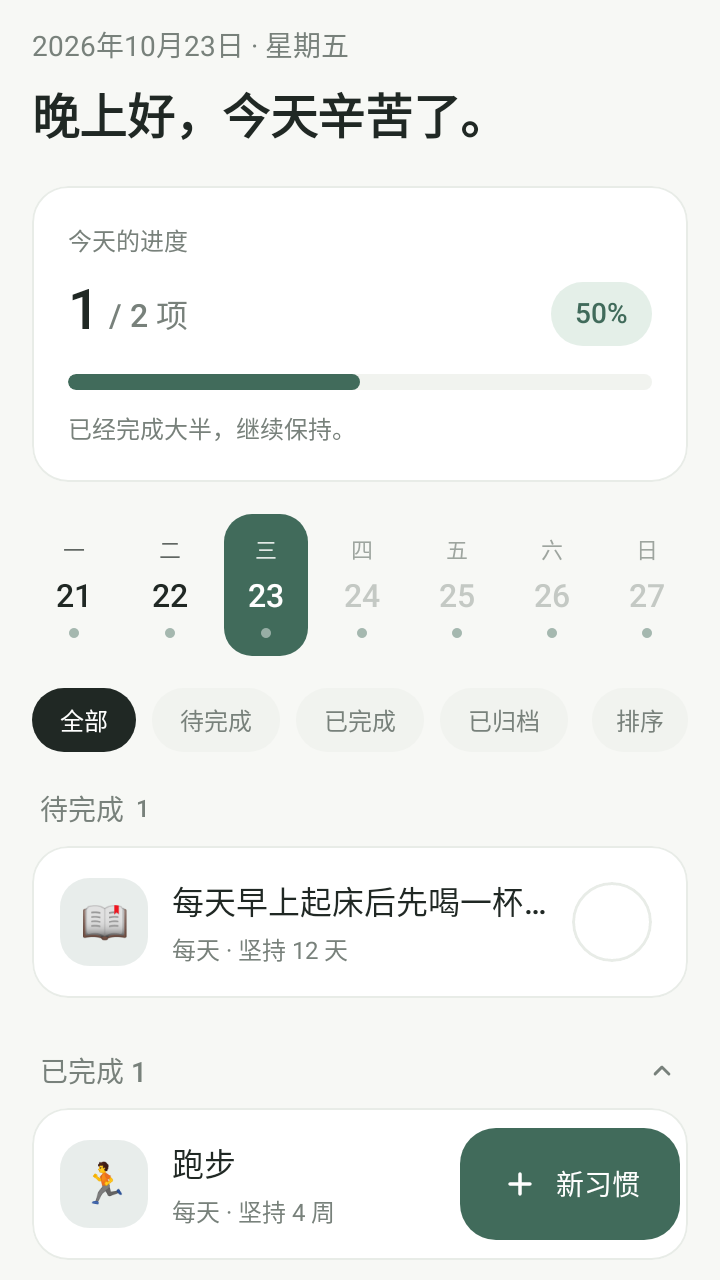 2026年10月23日 · 星期五
晚上好，今天辛苦了。
今天的进度
1 / 2 项
50%
已经完成大半，继续保持。
一 二 三 四 五 六 日
21 22 23 24 25 26 27
全部 待完成 已完成 已归档 排序
待完成 1
每天早上起床后先喝一杯…
每天 · 坚持 12 天
已完成 1
跑步
每天 · 坚持 4 周
新习惯